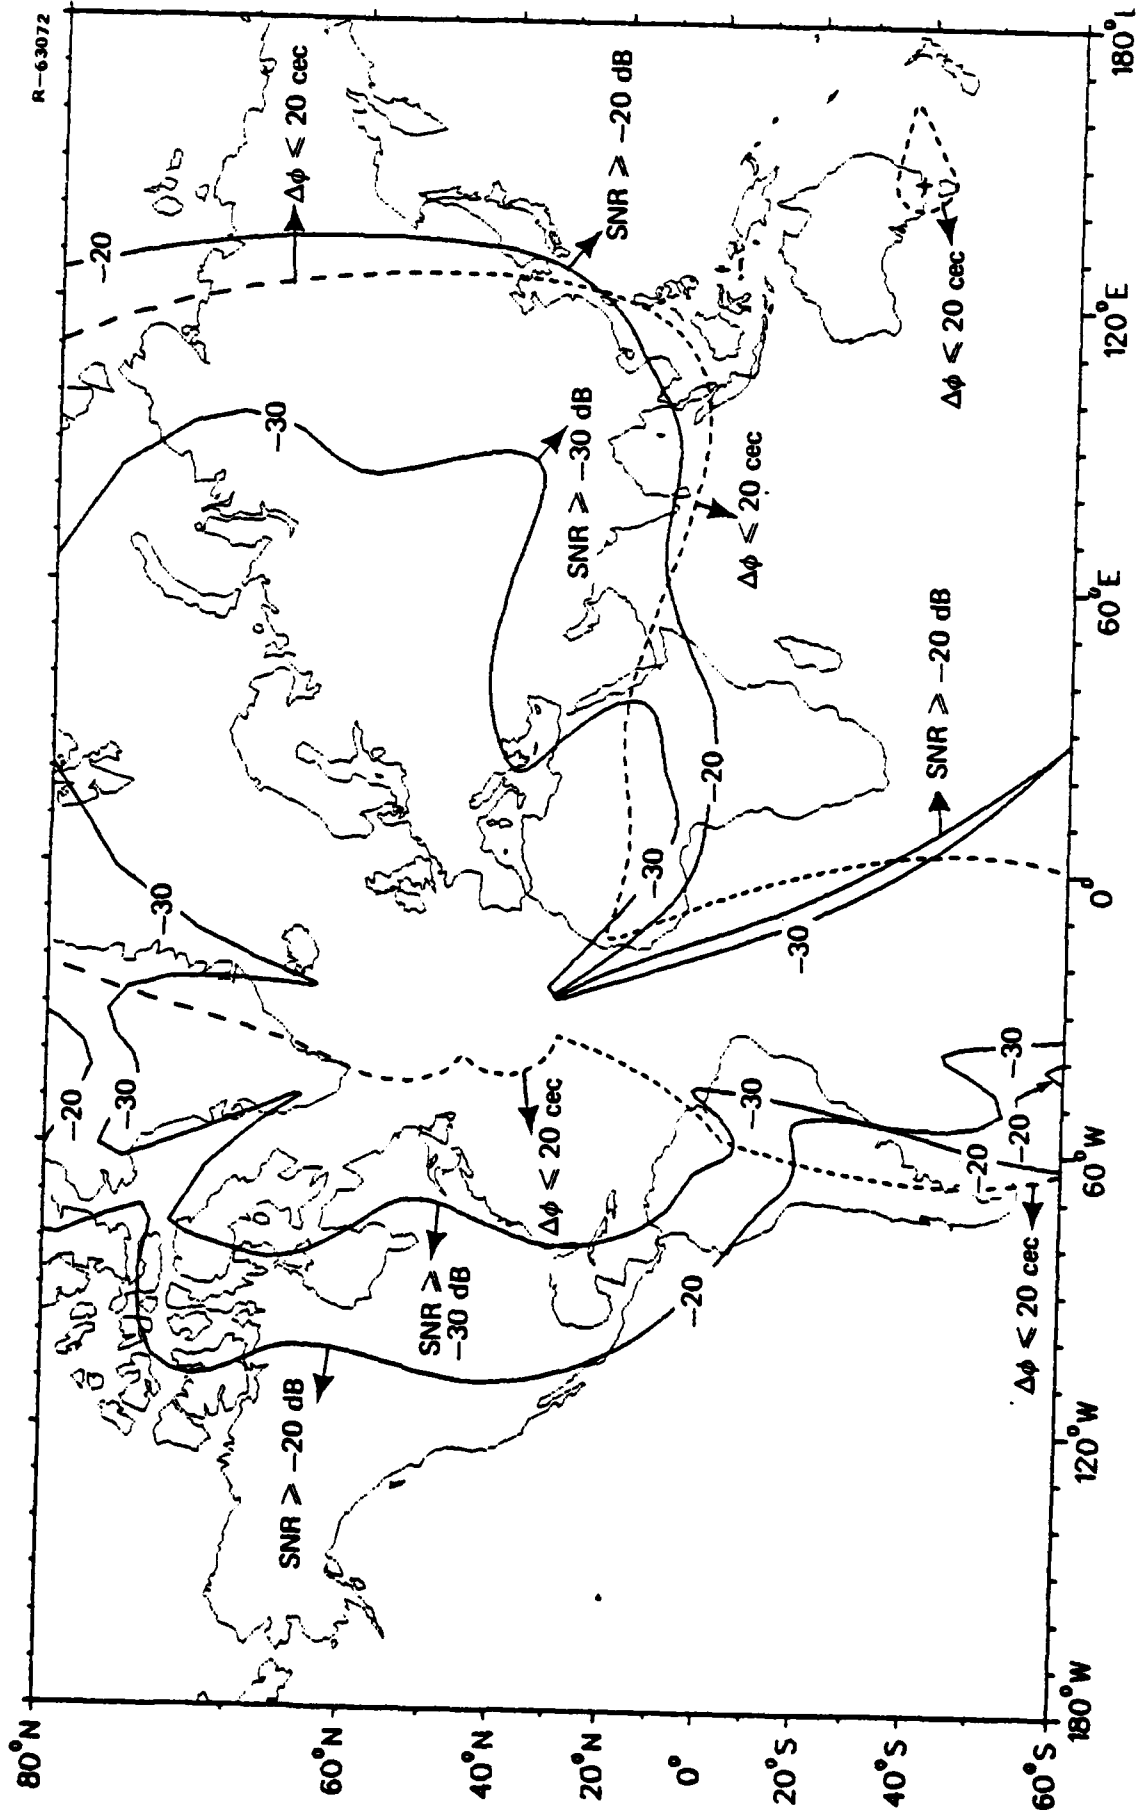 R-63072
80°N
-20
-20
-30
-30
-30
SNR ≥ -20 dB
Δφ ≤ 20 cec
60°N
SNR ≥
-30 dB
40°N
Δφ ≤ 20 cec
SNR ≥ -30 dB
SNR ≥ -20 dB
20°N
-30
0°
-20
-20
-30
Δφ ≤ 20 cec
20°S
-30
40°S
SNR ≥ -20 dB
Δφ ≤ 20 cec
-20
-20
-30
Δφ ≤ 20 cec
60°S
180°W
120°W
60°W
0°
60°E
120°E
180°